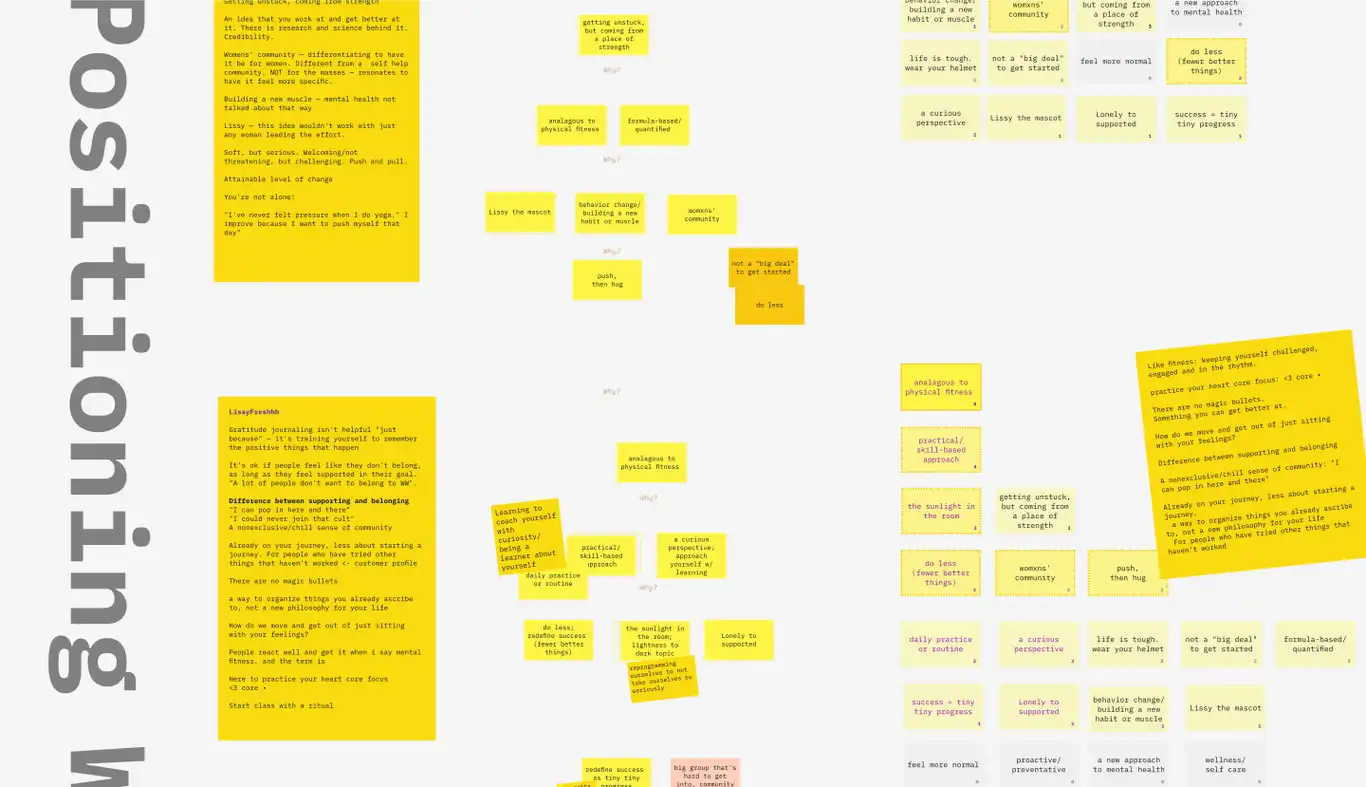 Positioning W
Getting unstuck, coming from strength
An idea that you work at and get better at
it. There is research and science behind it.
Credibility.
Womens' community — differentiating to have
it be for women. Different from a self help
community. NOT for the masses — resonates to
have it feel more specific.
Building a new muscle — mental health not
talked about that way
Lissy — this idea wouldn't work with just
any woman leading the effort.
Soft, but serious. Welcoming/not
threatening, but challenging. Push and pull.
Attainable level of change
You're not alone!
"I've never felt pressure when I do yoga," I
improve because I want to push myself that
day"
getting unstuck,
but coming from
a place of
strength
Why?
analagous to
physical fitness
formula-based/
quantified
Why?
Lissy the mascot
behavior change/
building a new
habit or muscle
womxns'
community
Why?
push,
then hug
not a "big deal"
to get started
do less
behavior change/
building a new
habit or muscle
1
womxns'
community
2
but coming from
a place of
strength
3
a new approach
to mental health
0
life is tough.
wear your helmet
2
not a "big deal"
to get started
2
feel more normal
0
do less
(fewer better
things)
2
a curious
perspective
2
Lissy the mascot
1
Lonely to
supported
1
success = tiny
tiny progress
1
LissyFreshhh
Gratitude journaling isn't helpful "just
because" — it's training yourself to remember
the positive things that happen
It's ok if people feel like they don't belong,
as long as they feel supported in their goal.
"A lot of people don't want to belong to WW".
Difference between supporting and belonging
"I can pop in here and there"
"I could never join that cult"
A nonexclusive/chill sense of community
Already on your journey, less about starting a
journey. For people who have tried other
things that haven't worked <- customer profile
There are no magic bullets
a way to organize things you already ascribe
to, not a new philosophy for your life
How do we move and get out of just sitting
with your feelings?
People react well and get it when i say mental
fitness. and the term is
Here to practice your heart core focus
<3 core •
Start class with a ritual
Why?
analagous to
physical fitness
Why?
Learning to
coach yourself
with
curiosity/
being a
learner about
yourself
practical/
skill-based
approach
a curious
perspective;
approach
yourself w/
learning
daily practice
or routine
Why?
do less;
redefine success
(fewer better
things)
the sunlight in
the room;
lightness to
dark topic
Lonely to
supported
reprogramming
ourselves to not
take ourselves so
seriously
redefine success
as tiny tiny
progress
big group that's
hard to get
into, community
analagous to
physical fitness
4
practical/
skill-based
approach
4
the sunlight in
the room
3
getting unstuck,
but coming from
a place of
strength
3
do less
(fewer better
things)
womxns'
community
push,
then hug
Like fitness: keeping yourself challenged,
engaged and in the rhythm.
practice your heart core focus: <3 core •
There are no magic bullets.
Something you can get better at.
How do we move and get out of just sitting
with your feelings?
Difference between supporting and belonging
A nonexclusive/chill sense of community: "I
can pop in here and there"
Already on your journey, less about starting a
journey.
a way to organize things you already ascribe
to, not a new philosophy for your life
For people who have tried other things that
haven't worked
daily practice
or routine
2
a curious
perspective
2
life is tough.
wear your helmet
2
not a "big deal"
to get started
2
formula-based/
quantified
success = tiny
tiny progress
Lonely to
supported
1
behavior change/
building a new
habit or muscle
1
Lissy the mascot
1
feel more normal
0
proactive/
preventative
0
a new approach
to mental health
0
wellness/
self care
0